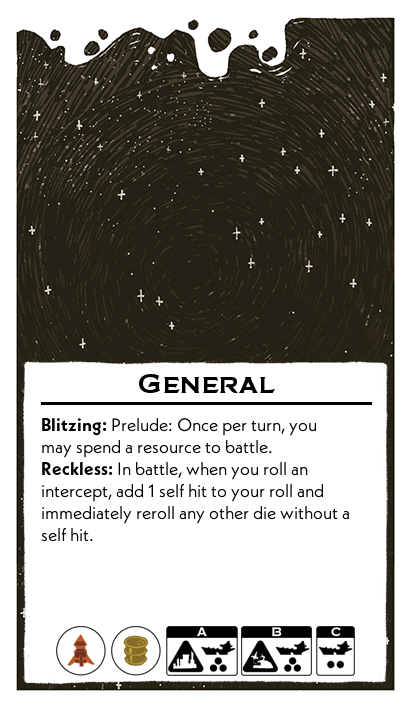 GENERAL
Blitzing: Prelude: Once per turn, you
may spend a resource to battle.
Reckless: In battle, when you roll an
intercept, add 1 self hit to your roll and
immediately reroll any other die without a
self hit.
A
B
C